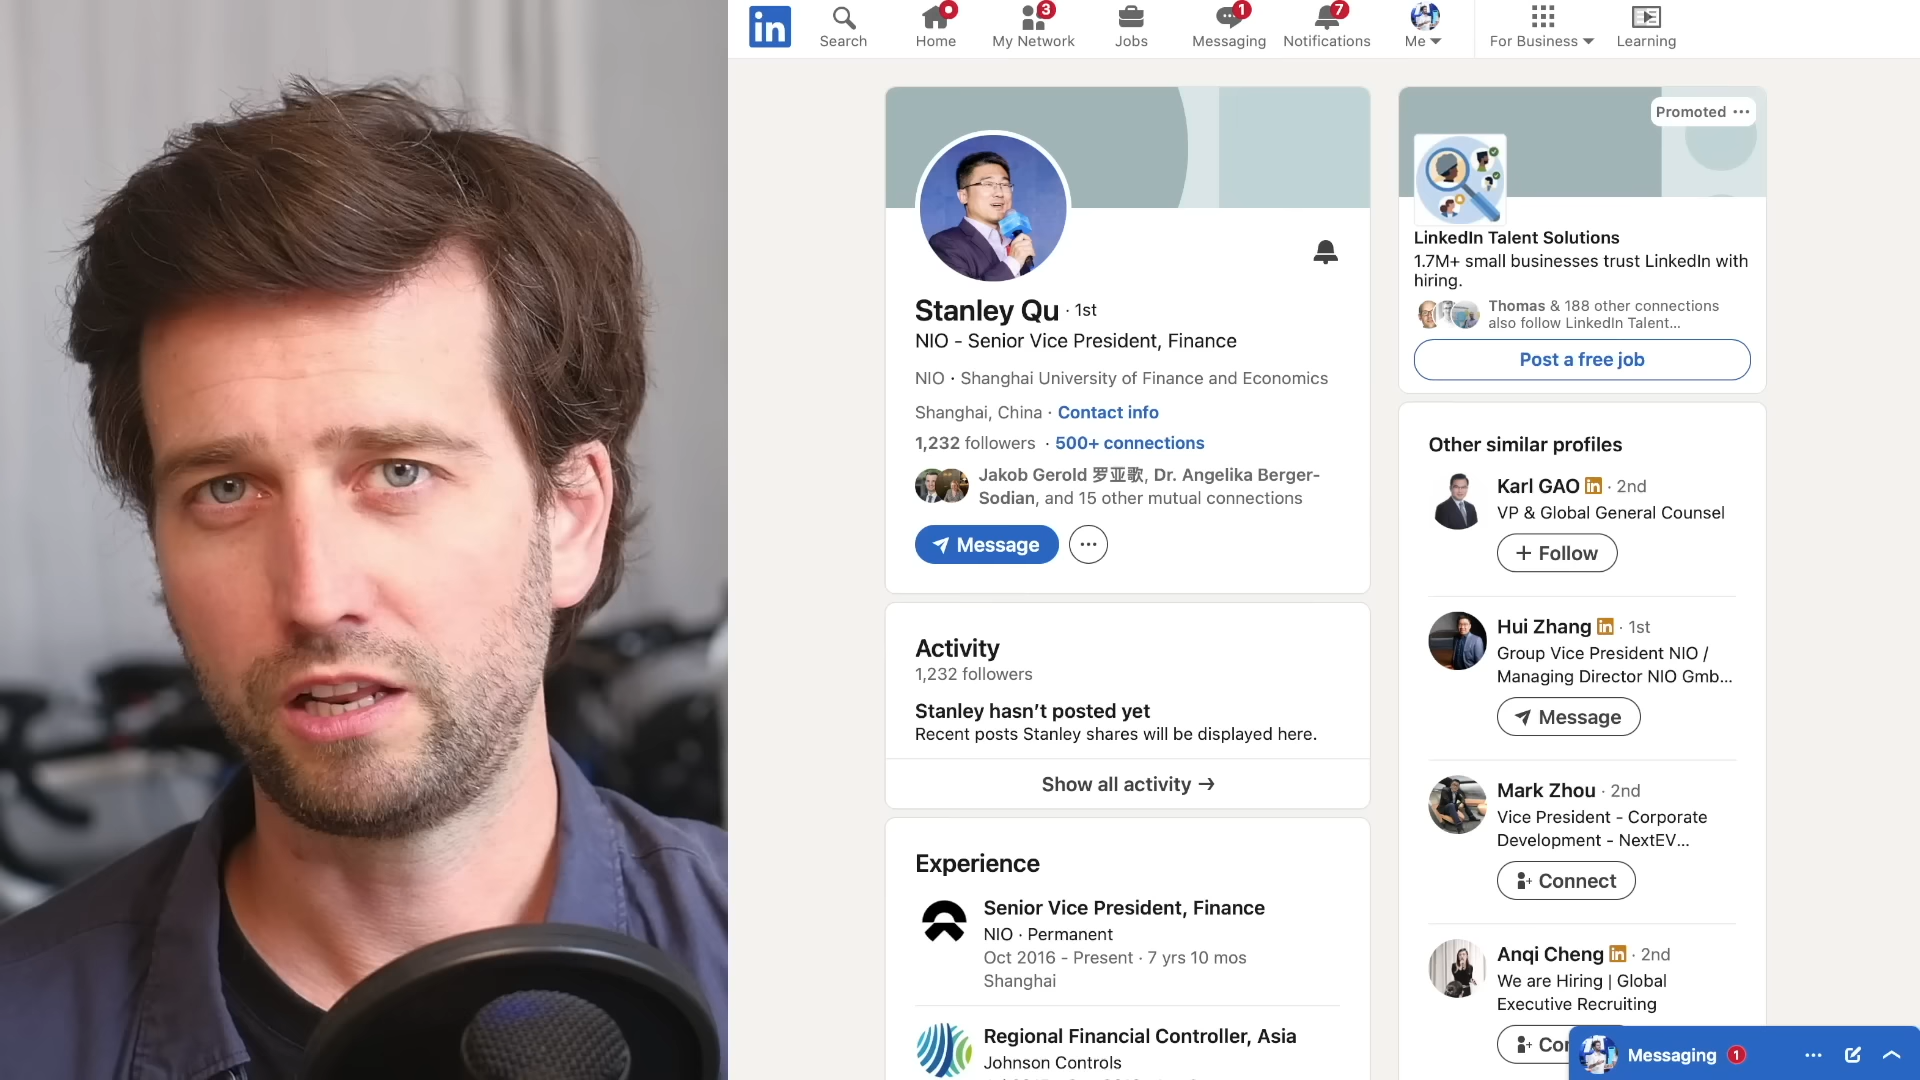 in
Search
Home
My Network
3
Jobs
Messaging
1
Notifications
7
Me
For Business
Learning
Stanley Qu · 1st
NIO - Senior Vice President, Finance
NIO · Shanghai University of Finance and Economics
Shanghai, China · Contact info
1,232 followers · 500+ connections
Jakob Gerold 罗亚歌, Dr. Angelika Berger-
Sodian, and 15 other mutual connections
Message
Activity
1,232 followers
Stanley hasn’t posted yet
Recent posts Stanley shares will be displayed here.
Show all activity →
Experience
Senior Vice President, Finance
NIO · Permanent
Oct 2016 - Present · 7 yrs 10 mos
Shanghai
Regional Financial Controller, Asia
Johnson Controls
Promoted ···
LinkedIn Talent Solutions
1.7M+ small businesses trust LinkedIn with
hiring.
Thomas & 188 other connections
also follow LinkedIn Talent...
Post a free job
Other similar profiles
Karl GAO in · 2nd
VP & Global General Counsel
+ Follow
Hui Zhang in · 1st
Group Vice President NIO /
Managing Director NIO Gmb...
Message
Mark Zhou · 2nd
Vice President - Corporate
Development - NextEV...
Connect
Anqi Cheng in · 2nd
We are Hiring | Global
Executive Recruiting
Messaging 1